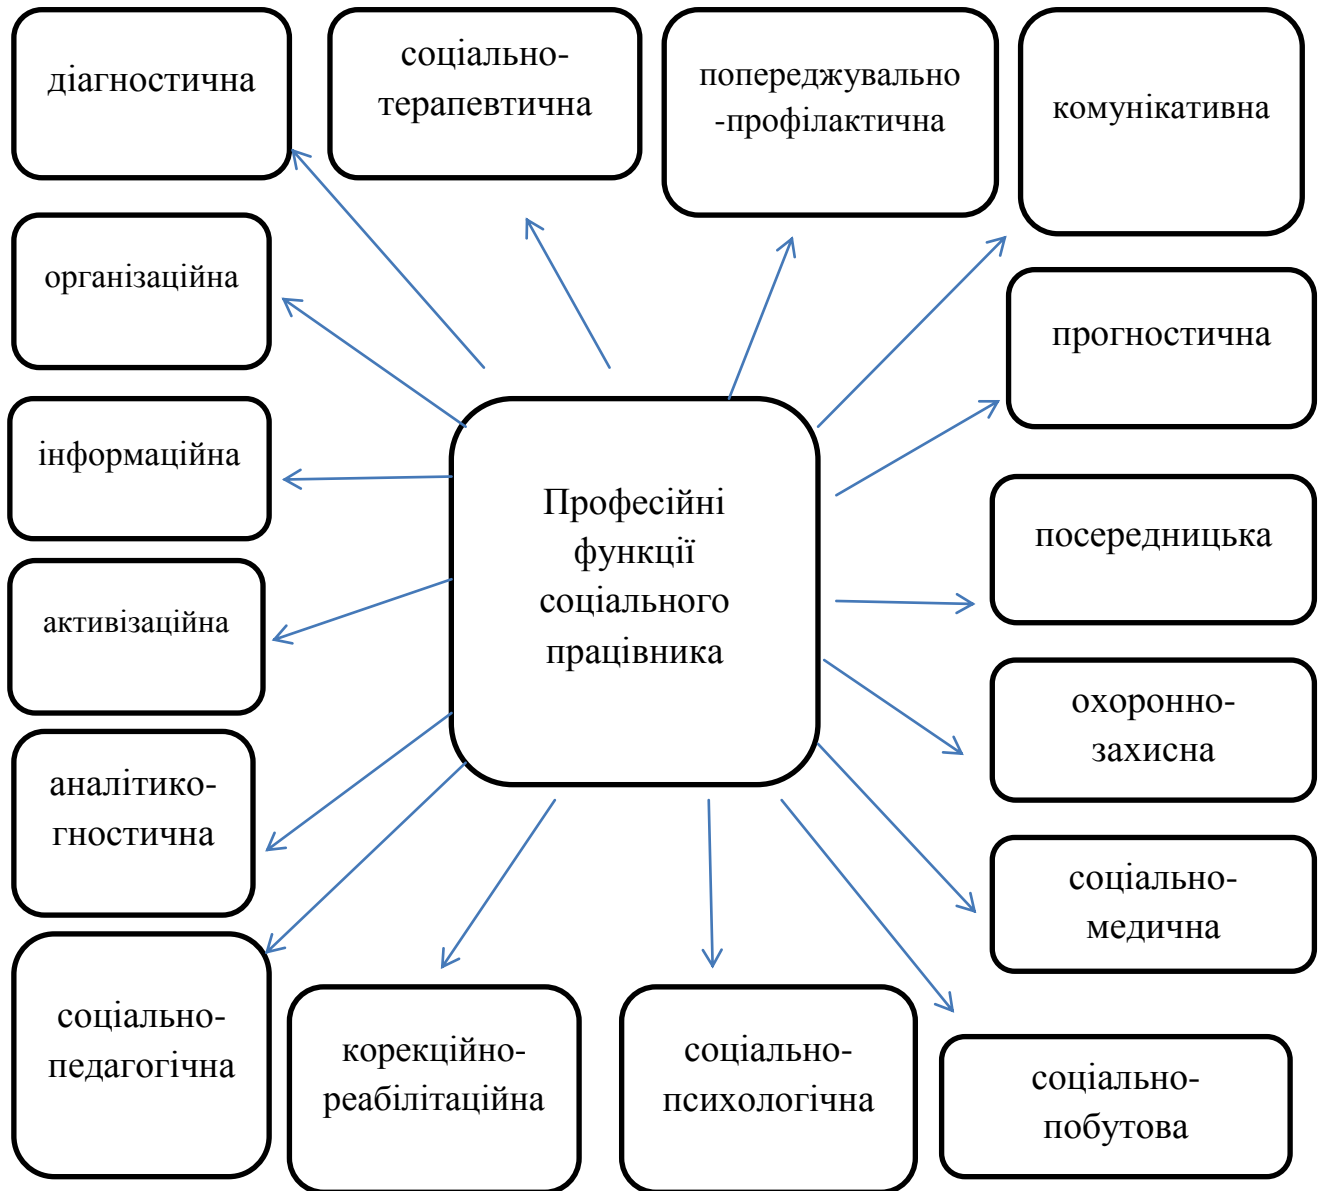 діагностична
соціально-
терапевтична
попереджувально
-профілактична
комунікативна
організаційна
прогностична
інформаційна
Професійні
функції
соціального
працівника
посередницька
активізаційна
охоронно-
захисна
аналітико-
гностична
соціально-
медична
соціально-
педагогічна
корекційно-
реабілітаційна
соціально-
психологічна
соціально-
побутова